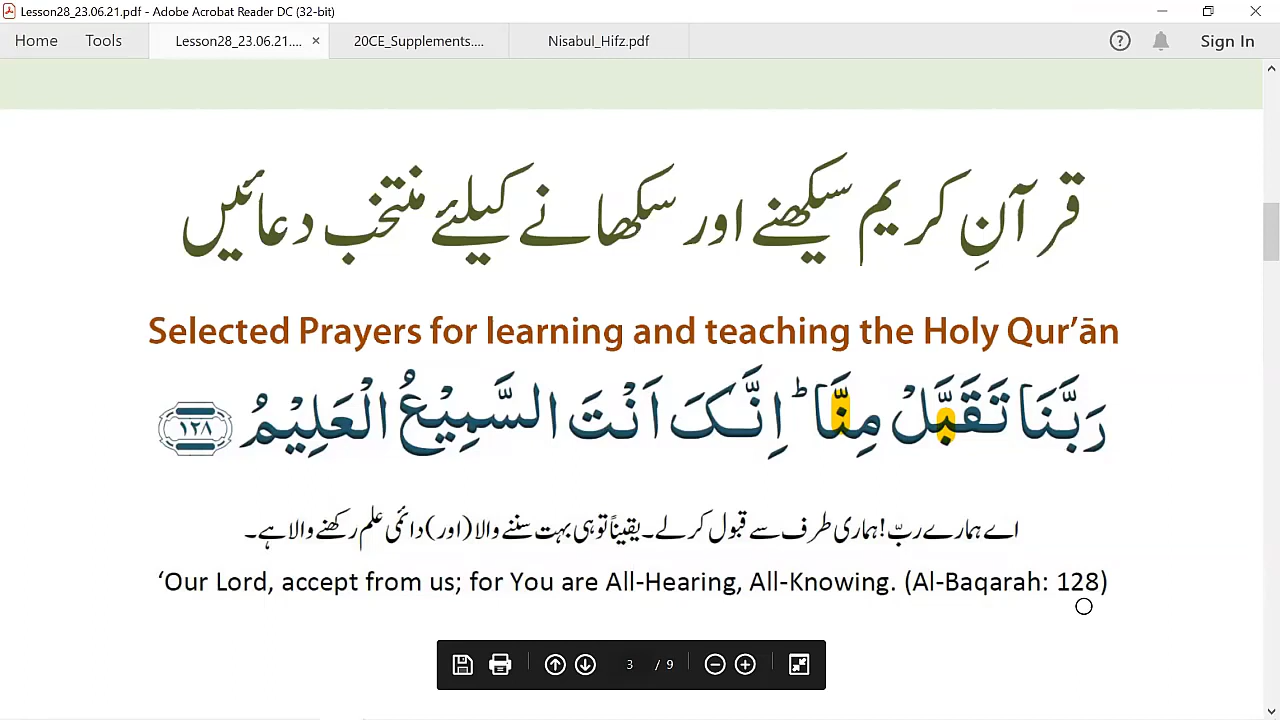 Lesson28_23.06.21.pdf - Adobe Acrobat Reader DC (32-bit)
Home Tools Lesson28_23.06.21.... × 20CE_Supplements.... Nisabul_Hifz.pdf Sign In
قرآنِ کریم سیکھنے اور سکھانے کیلئے منتخب دعائیں
Selected Prayers for learning and teaching the Holy Qur’ān
رَبَّنَا تَقَبَّلْ مِنَّا ؕ اِنَّکَ اَنْتَ السَّمِیْعُ الْعَلِیْمُ ﴿۱۲۸﴾
اے ہمارے ربّ! ہماری طرف سے قبول کر لے۔ یقیناً تو ہی بہت سننے والا (اور) دائمی علم رکھنے والا ہے۔
‘Our Lord, accept from us; for You are All-Hearing, All-Knowing. (Al-Baqarah: 128)
3 / 9